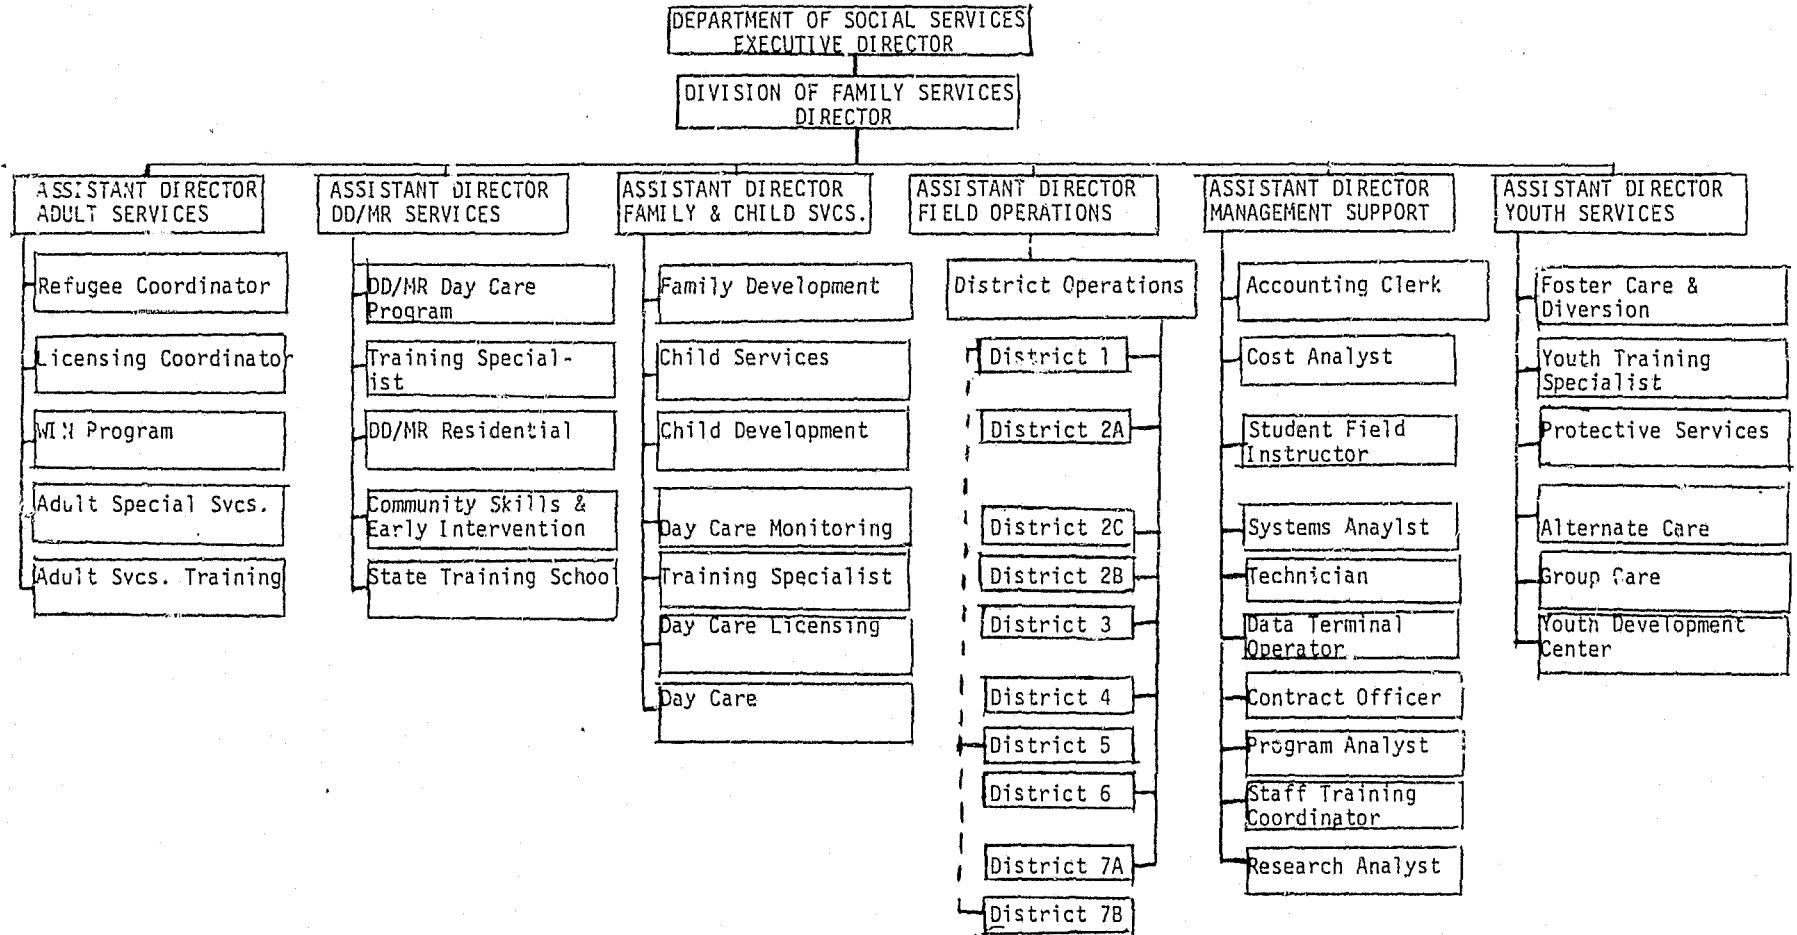 DEPARTMENT OF SOCIAL SERVICES
EXECUTIVE DIRECTOR
DIVISION OF FAMILY SERVICES
DIRECTOR
ASSISTANT DIRECTOR
ADULT SERVICES
Refugee Coordinator
Licensing Coordinator
WIN Program
Adult Special Svcs.
Adult Svcs. Training
ASSISTANT DIRECTOR
DD/MR SERVICES
DD/MR Day Care
Program
Training Special-
ist
DD/MR Residential
Community Skills &
Early Intervention
State Training School
ASSISTANT DIRECTOR
FAMILY & CHILD SVCS.
Family Development
Child Services
Child Development
Day Care Monitoring
Training Specialist
Day Care Licensing
Day Care
ASSISTANT DIRECTOR
FIELD OPERATIONS
District Operations
District 1
District 2A
District 2C
District 2B
District 3
District 4
District 5
District 6
District 7A
District 7B
ASSISTANT DIRECTOR
MANAGEMENT SUPPORT
Accounting Clerk
Cost Analyst
Student Field
Instructor
Systems Anaylst
Technician
Data Terminal
Operator
Contract Officer
Program Analyst
Staff Training
Coordinator
Research Analyst
ASSISTANT DIRECTOR
YOUTH SERVICES
Foster Care &
Diversion
Youth Training
Specialist
Protective Services
Alternate Care
Group Care
Youth Development
Center